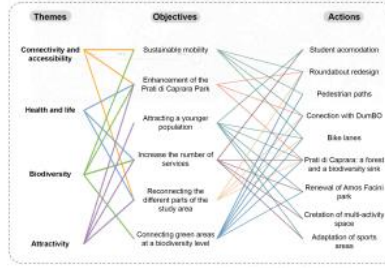 Themes
Objectives
Actions
Connectivity and
accessibility
Health and life
Biodiversity
Attractivity
Sustainable mobility
Enhancement of the
Prati di Caprara Park
Attracting a younger
population
Increase the number of
services
Reconnecting the
different parts of the
study area
Connecting green areas
at a biodiversity level
Student acomodation
Roundabout redesign
Pedestrian paths
Conection with DumBO
Bike lanes
Prati di Caprara: a forest
and a biodiversity sink
Renewal of Amos Facini
park
Cretation of multi-activity
space
Adaptation of sports
areas